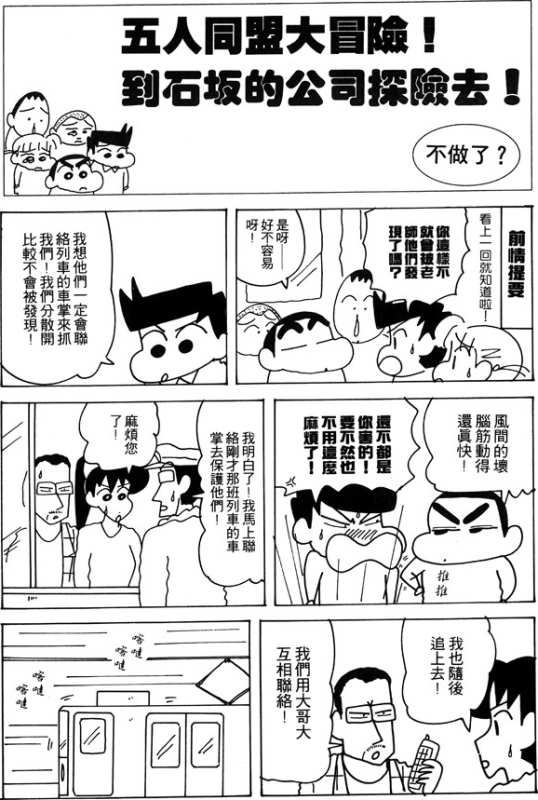 五人同盟大冒險！
到石坂的公司探險去！
不做了？
前情提要
看上一回就知道啦！
你這樣不
就會被老
師他們發
現了嗎？
是呀—
好不容易
呀！
我想他們一定會聯
絡列車的車掌來抓
我們！我們分散開
比較不會被發現！
風間的壞
腦筋動得
還真快！
推
推
還不都是
你害的！
要不然也
不用這麼
麻煩了！
我明白了！我馬上聯
絡剛才那班列車的車
掌去保護他們！
麻煩您
了！
我也隨後
追上去！
我們用大哥大
互相聯絡！
喀噠
喀噠
喀噠
喀噠